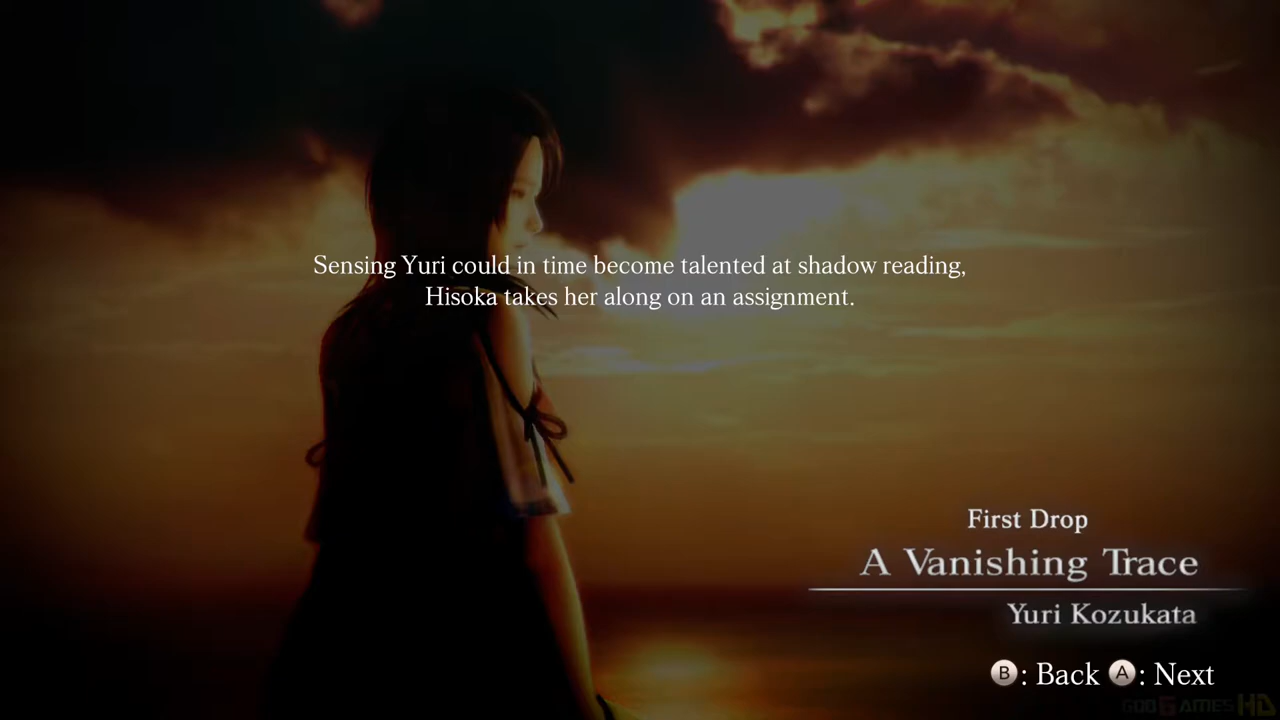 Sensing Yuri could in time become talented at shadow reading,
Hisoka takes her along on an assignment.
First Drop
A Vanishing Trace
Yuri Kozukata
B: Back A: Next
GODGAMESHD